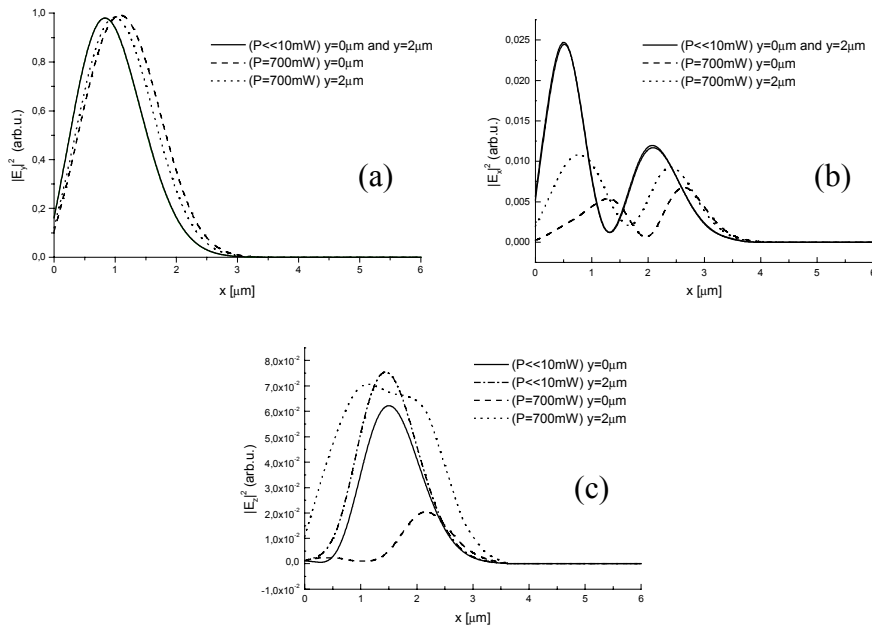 (P<<10mW) y=0μm and y=2μm
(P=700mW) y=0μm
(P=700mW) y=2μm
(a)
|E_y|² (arb.u.)
1,0
0,8
0,6
0,4
0,2
0,0
0 1 2 3 4 5 6
x [μm]
(P<<10mW) y=0μm and y=2μm
(P=700mW) y=0μm
(P=700mW) y=2μm
(b)
|E_x|² (arb.u.)
0,025
0,020
0,015
0,010
0,005
0,000
0 1 2 3 4 5 6
x [μm]
(P<<10mW) y=0μm
(P<<10mW) y=2μm
(P=700mW) y=0μm
(P=700mW) y=2μm
(c)
|E_z|² (arb.u.)
8,0x10⁻²
7,0x10⁻²
6,0x10⁻²
5,0x10⁻²
4,0x10⁻²
3,0x10⁻²
2,0x10⁻²
1,0x10⁻²
0,0
-1,0x10⁻²
0 1 2 3 4 5 6
x [μm]